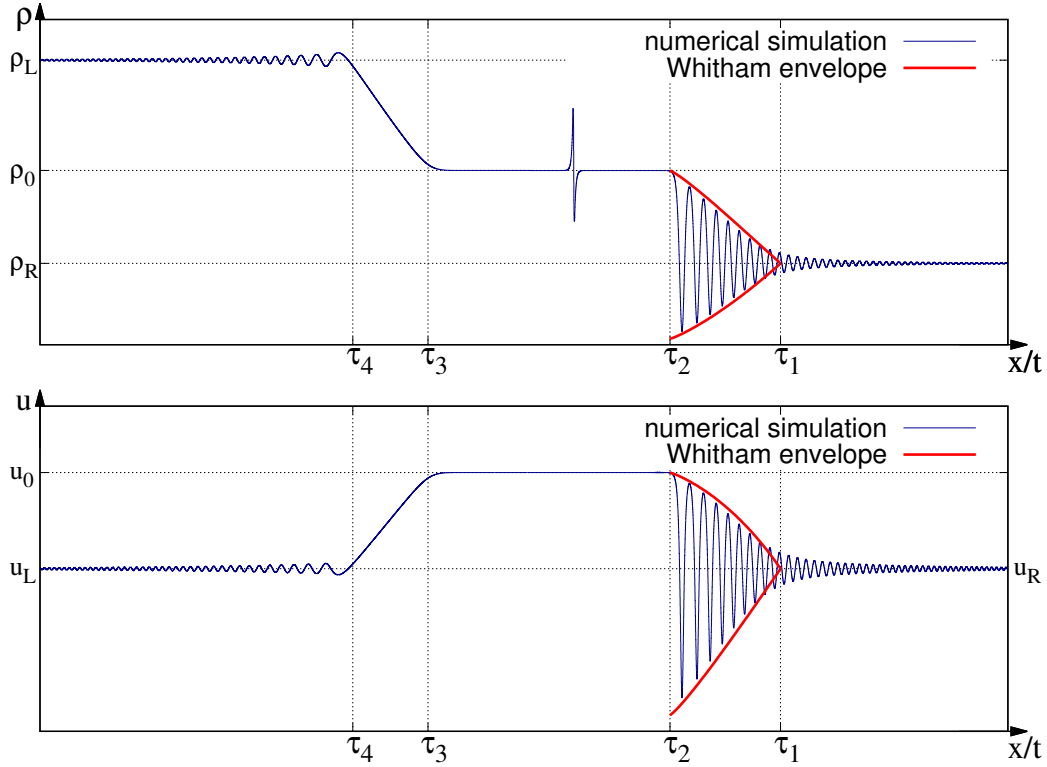 ρ
numerical simulation
Whitham envelope
ρL
ρ0
ρR
τ4 τ3 τ2 τ1 x/t
u
numerical simulation
Whitham envelope
u0
uL uR
τ4 τ3 τ2 τ1 x/t